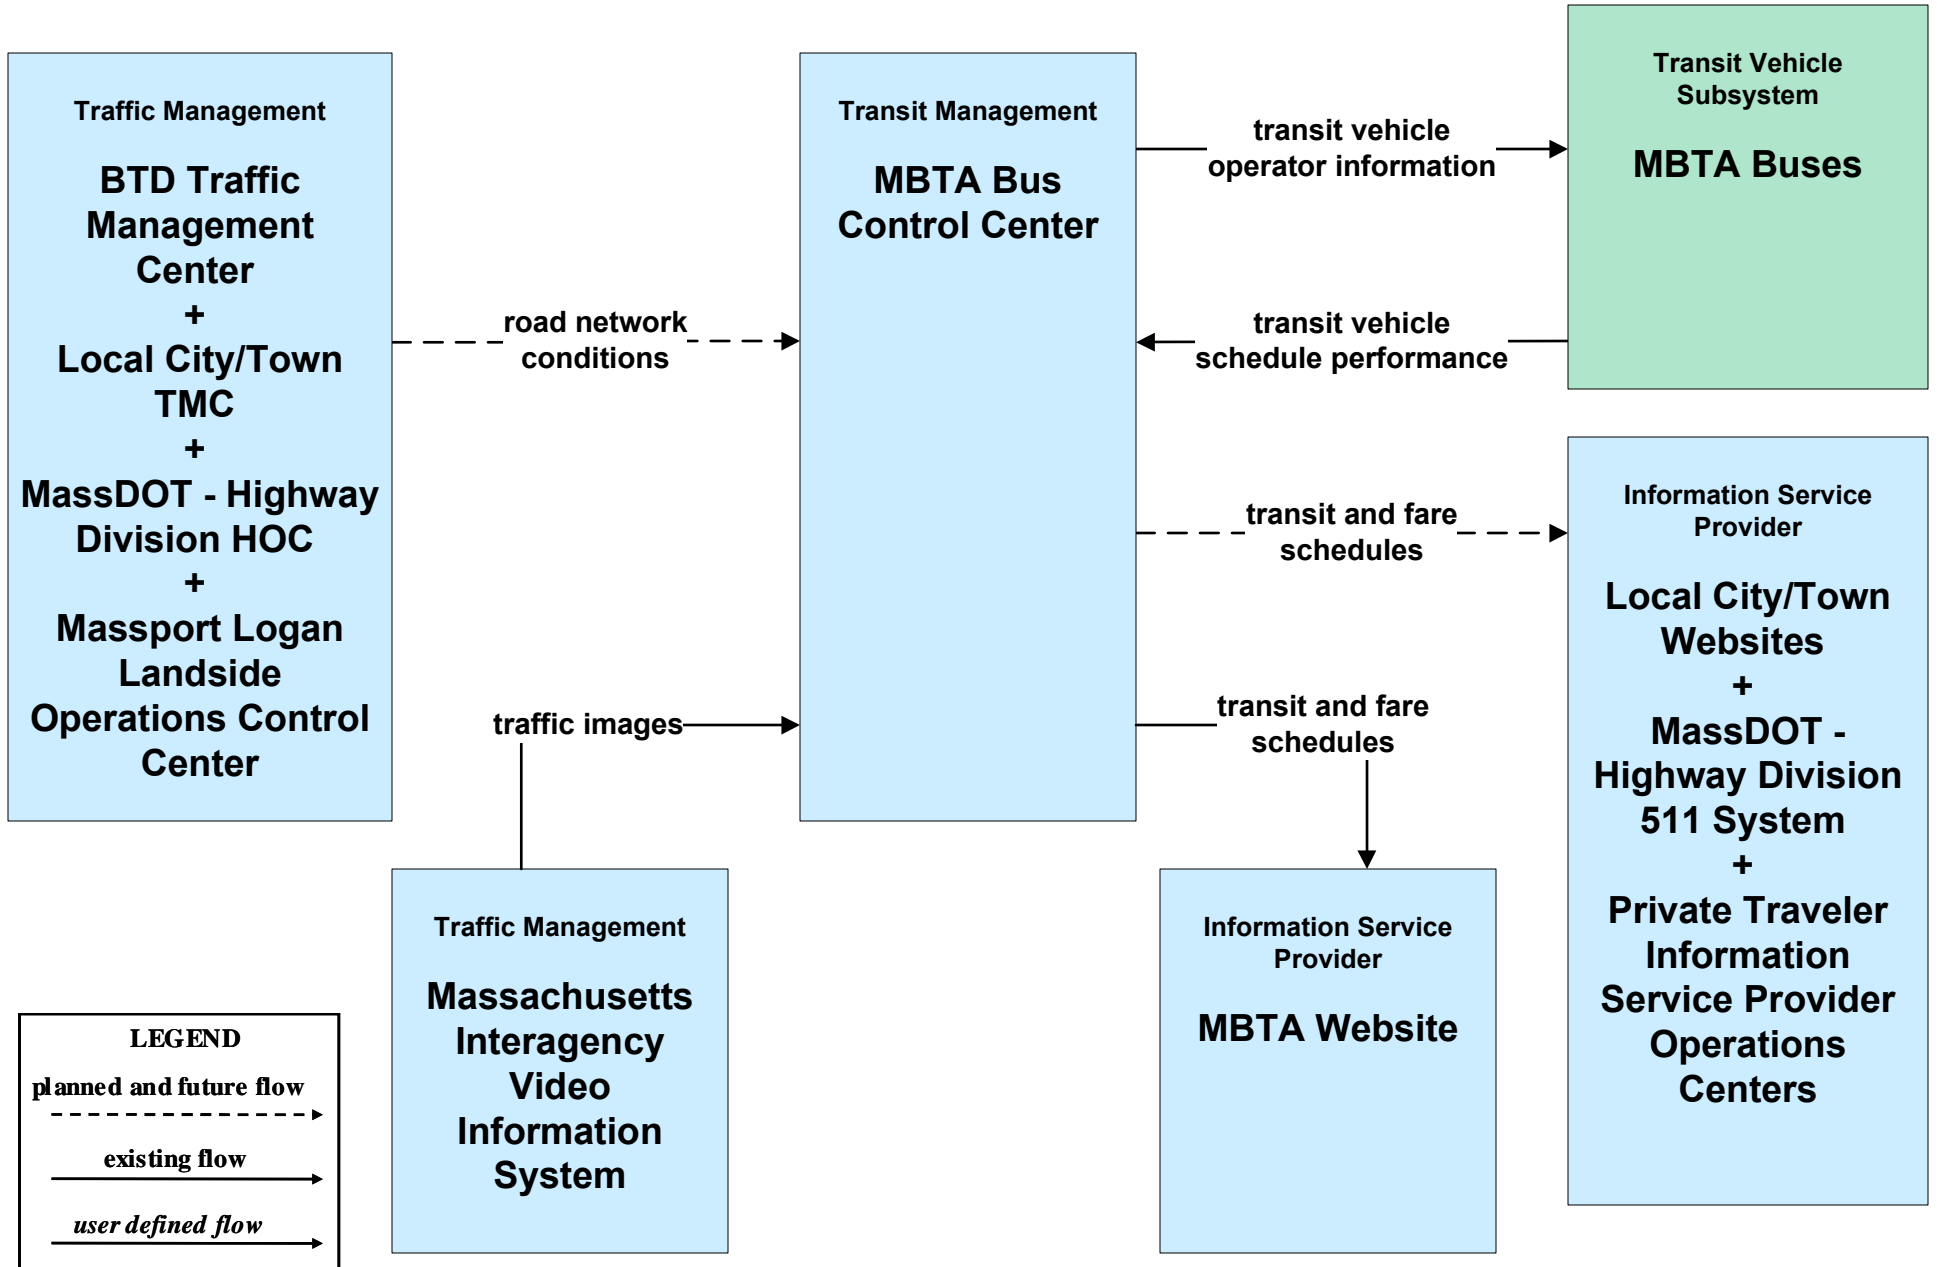 Traffic Management
BTD Traffic
Management
Center
+
Local City/Town
TMC
+
MassDOT - Highway
Division HOC
+
Massport Logan
Landside
Operations Control
Center
road network
conditions
traffic images
Transit Management
MBTA Bus
Control Center
transit vehicle
operator information
transit vehicle
schedule performance
transit and fare
schedules
transit and fare
schedules
Transit Vehicle
Subsystem
MBTA Buses
Information Service
Provider
Local City/Town
Websites
+
MassDOT -
Highway Division
511 System
+
Private Traveler
Information
Service Provider
Operations
Centers
Traffic Management
Massachusetts
Interagency
Video
Information
System
Information Service
Provider
MBTA Website
LEGEND
planned and future flow
existing flow
user defined flow